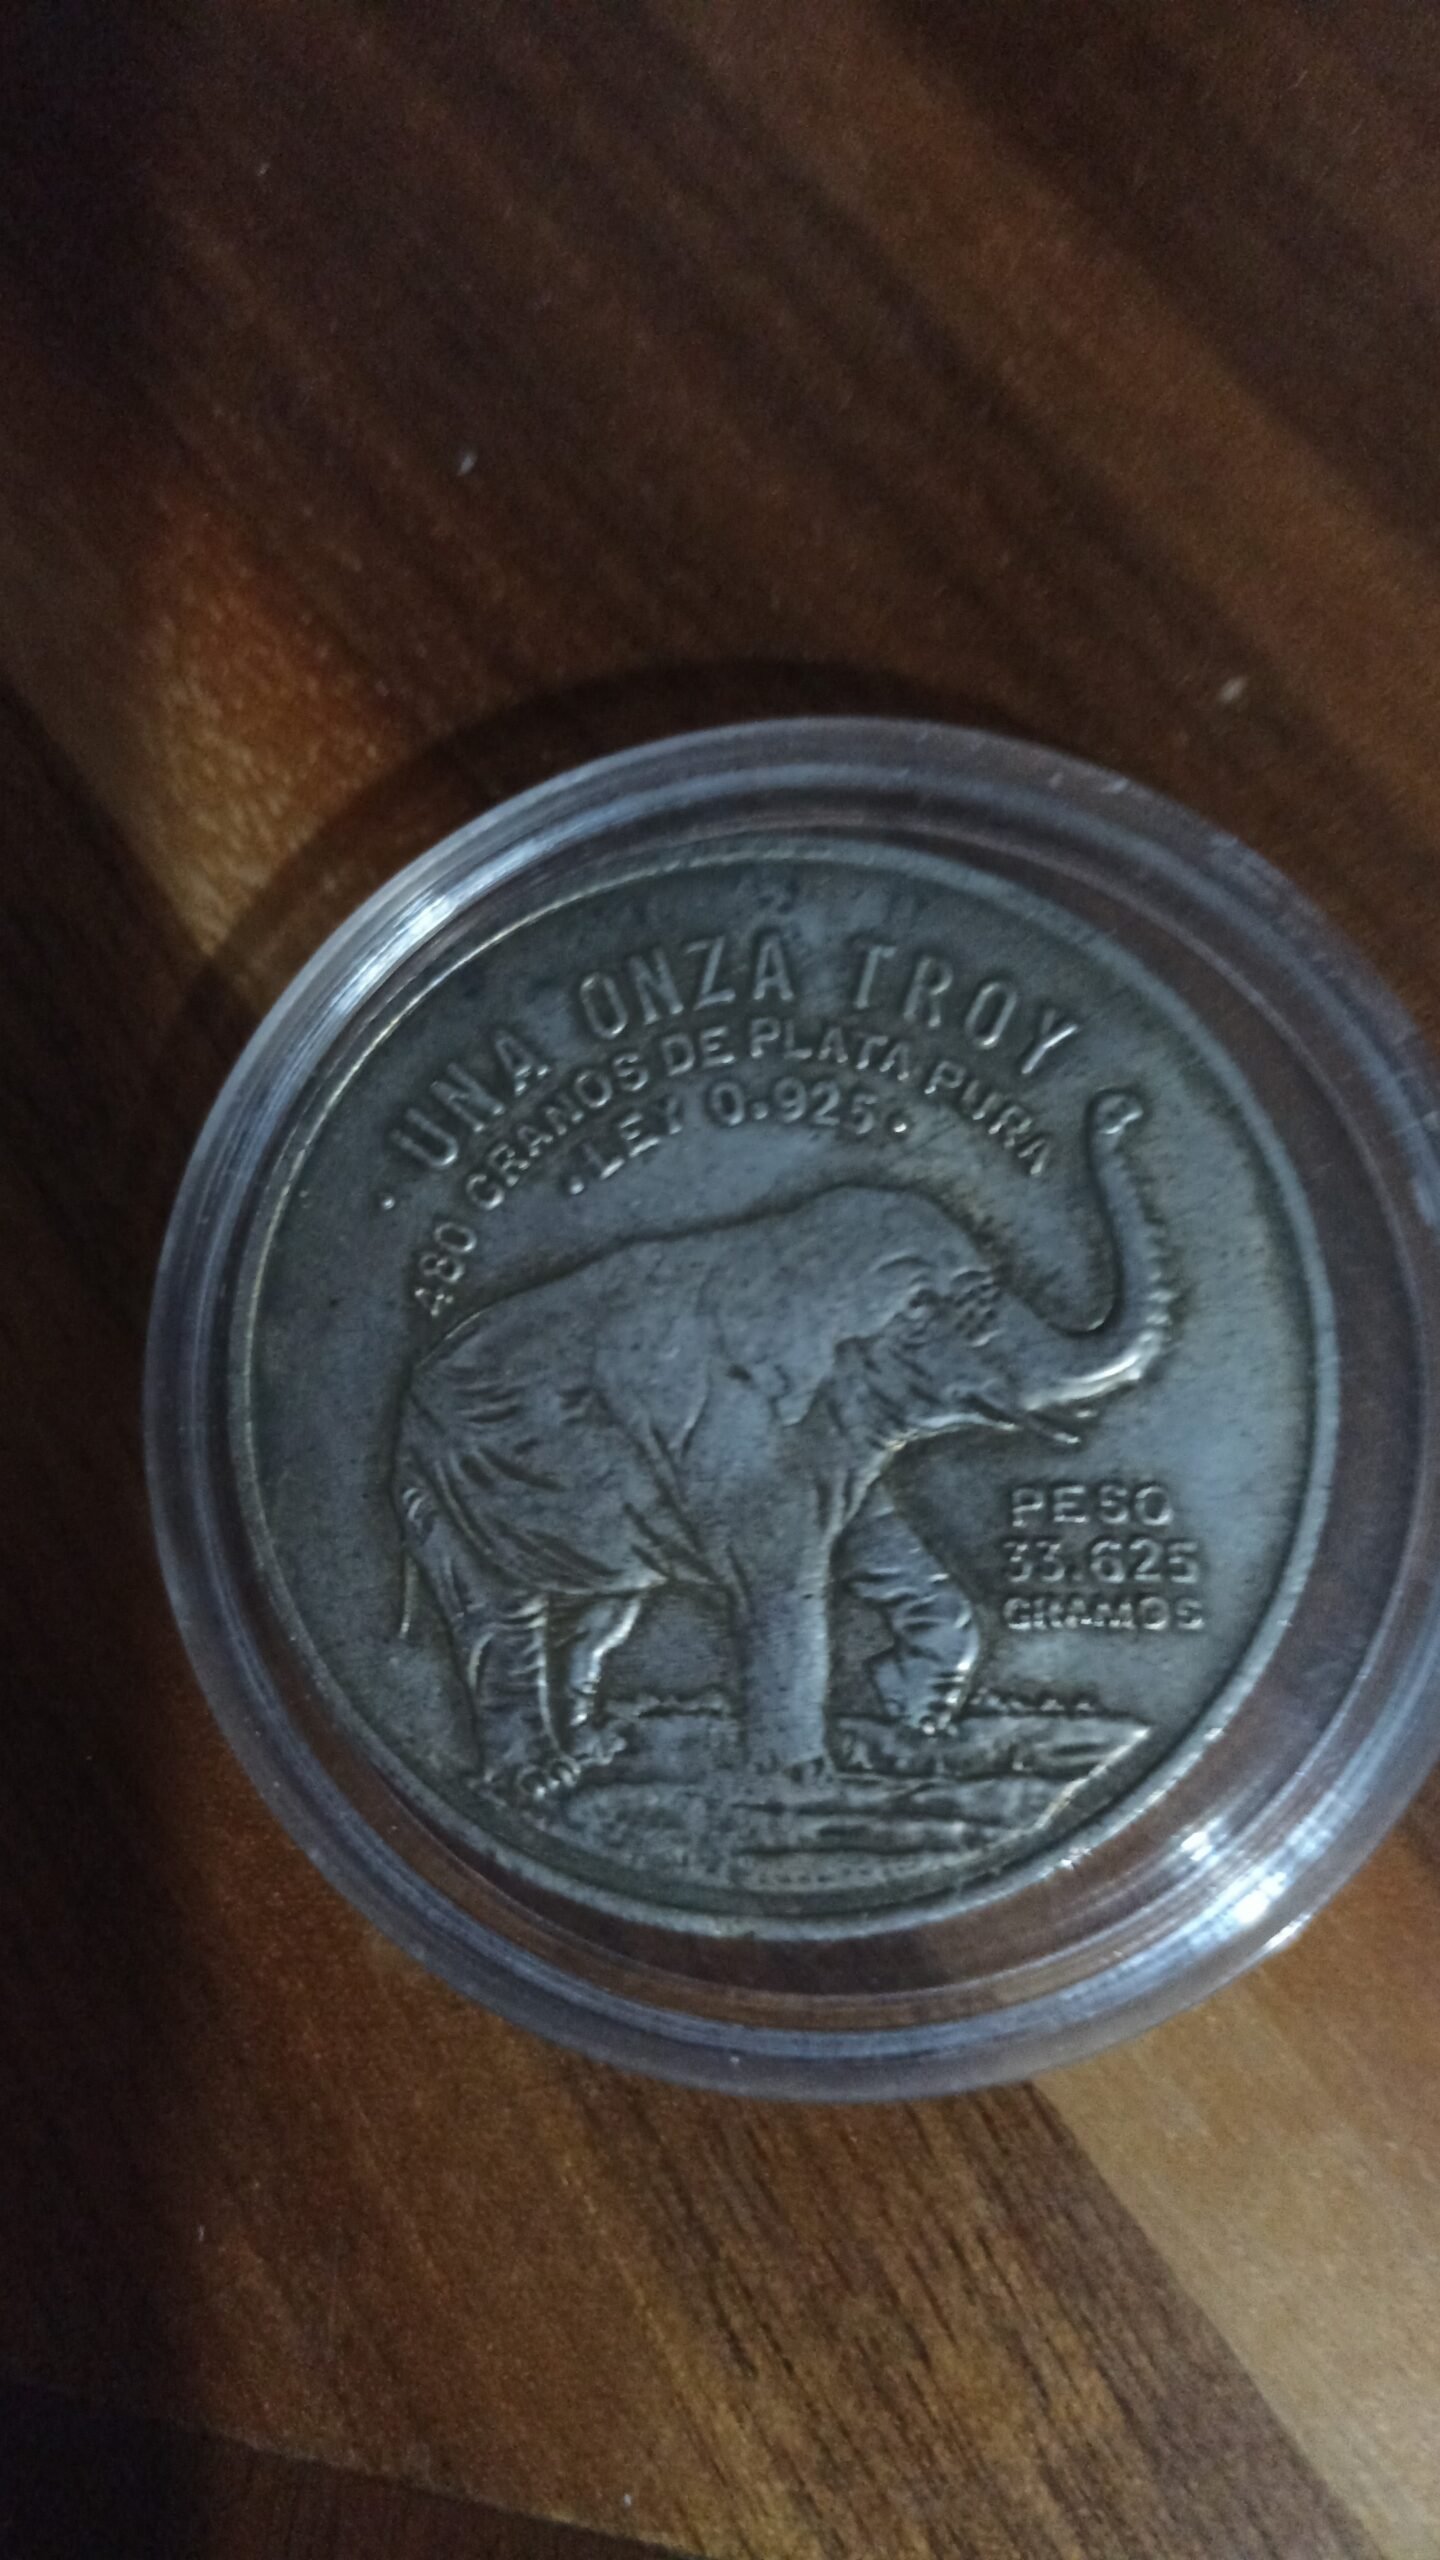 · UNA ONZA TROY
480 GRANOS DE PLATA PURA
·LEY 0.925·
PESO
33.625
GRAMOS